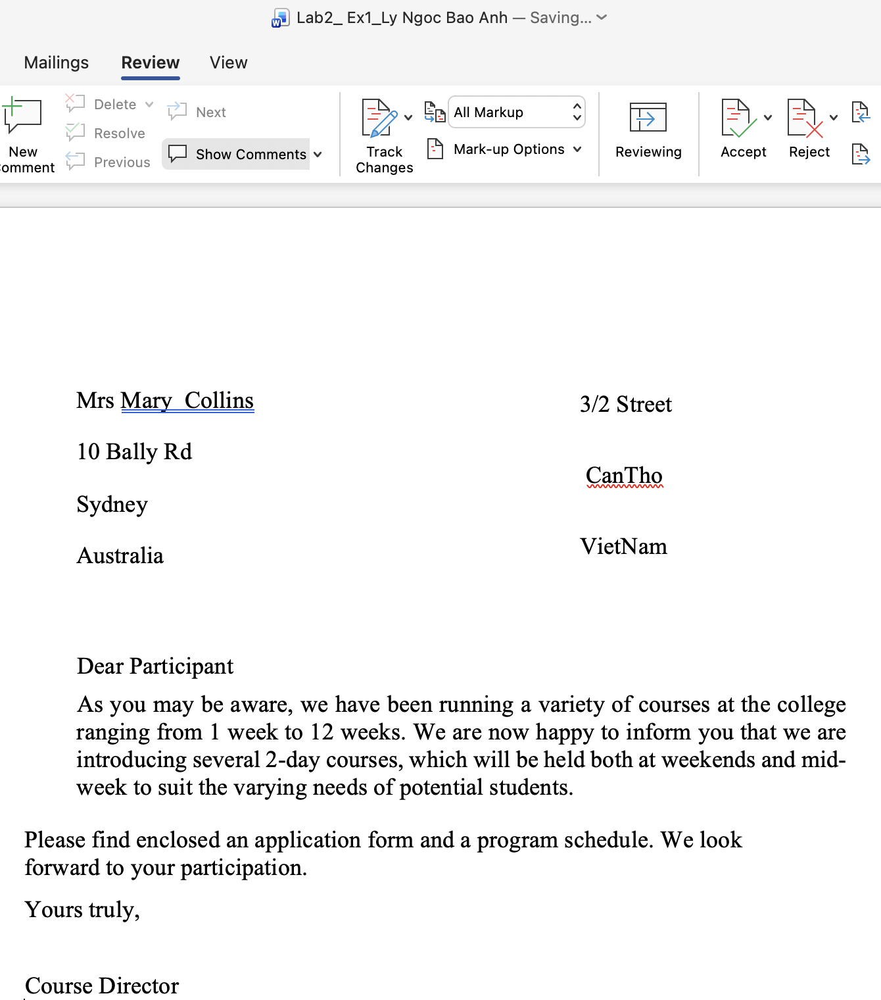 Lab2_ Ex1_Ly Ngoc Bao Anh — Saving...
Mailings Review View
New
omment
Delete
Resolve
Previous
Next
Show Comments
Track
Changes
All Markup
Mark-up Options
Reviewing
Accept
Reject
Mrs Mary  Collins
10 Bally Rd
Sydney
Australia
3/2 Street
CanTho
VietNam
Dear Participant
As you may be aware, we have been running a variety of courses at the college
ranging from 1 week to 12 weeks. We are now happy to inform you that we are
introducing several 2-day courses, which will be held both at weekends and mid-
week to suit the varying needs of potential students.
Please find enclosed an application form and a program schedule. We look
forward to your participation.
Yours truly,
Course Director